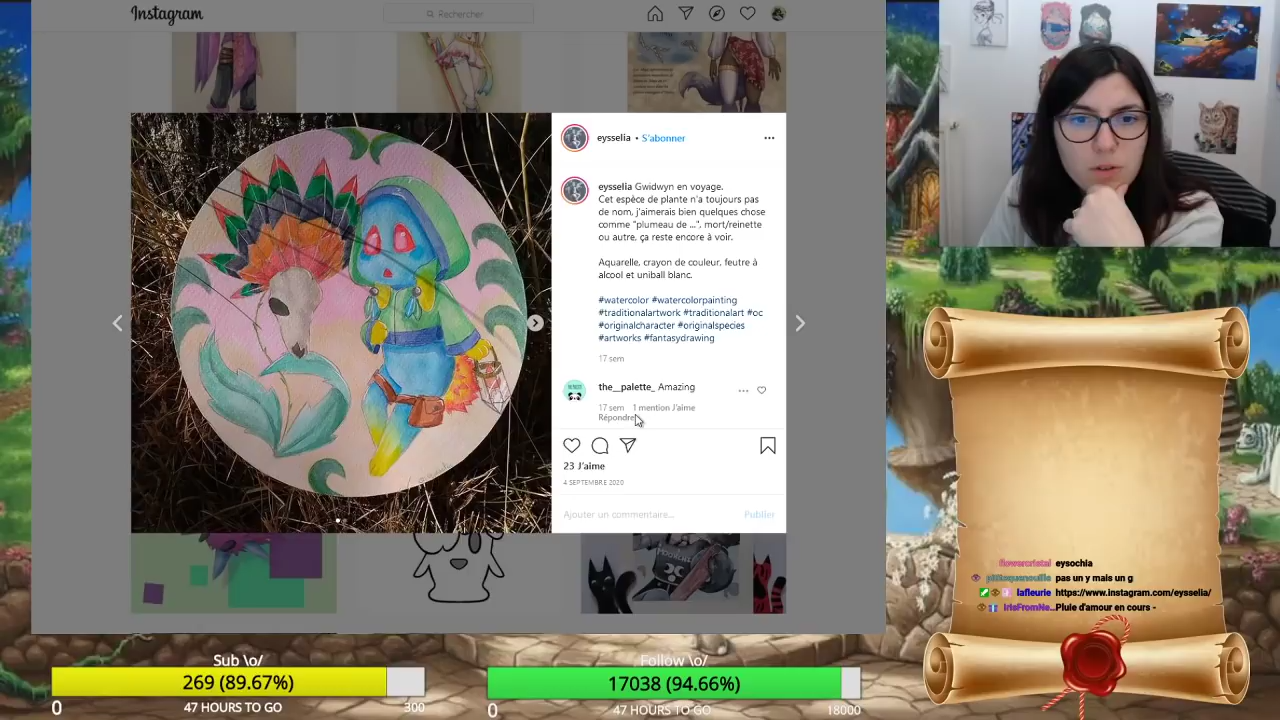 Instagram
Rechercher
eysselia • S'abonner
eysselia Gwidwyn en voyage.
Cet espèce de plante n'a toujours pas
de nom, j'aimerais bien quelques chose
comme "plumeau de ...", mort/reinette
ou autre, ça reste encore à voir.
Aquarelle, crayon de couleur, feutre à
alcool et uniball blanc.
#watercolor #watercolorpainting
#traditionalartwork #traditionalart #oc
#originalcharacter #originalspecies
#artworks #fantasydrawing
17 sem
the__palette_ Amazing
17 sem 1 mention J'aime
Répondre
23 J'aime
4 SEPTEMBRE 2020
Ajouter un commentaire...
Publier
flowercristal eysochia
pas un y mais un g
lafleurie https://www.instagram.com/eysselia/
IrisFromNe... Pluie d'amour en cours -
Sub \o/
269 (89.67%)
0 47 HOURS TO GO 300
Follow \o/
17038 (94.66%)
0 47 HOURS TO GO 18000